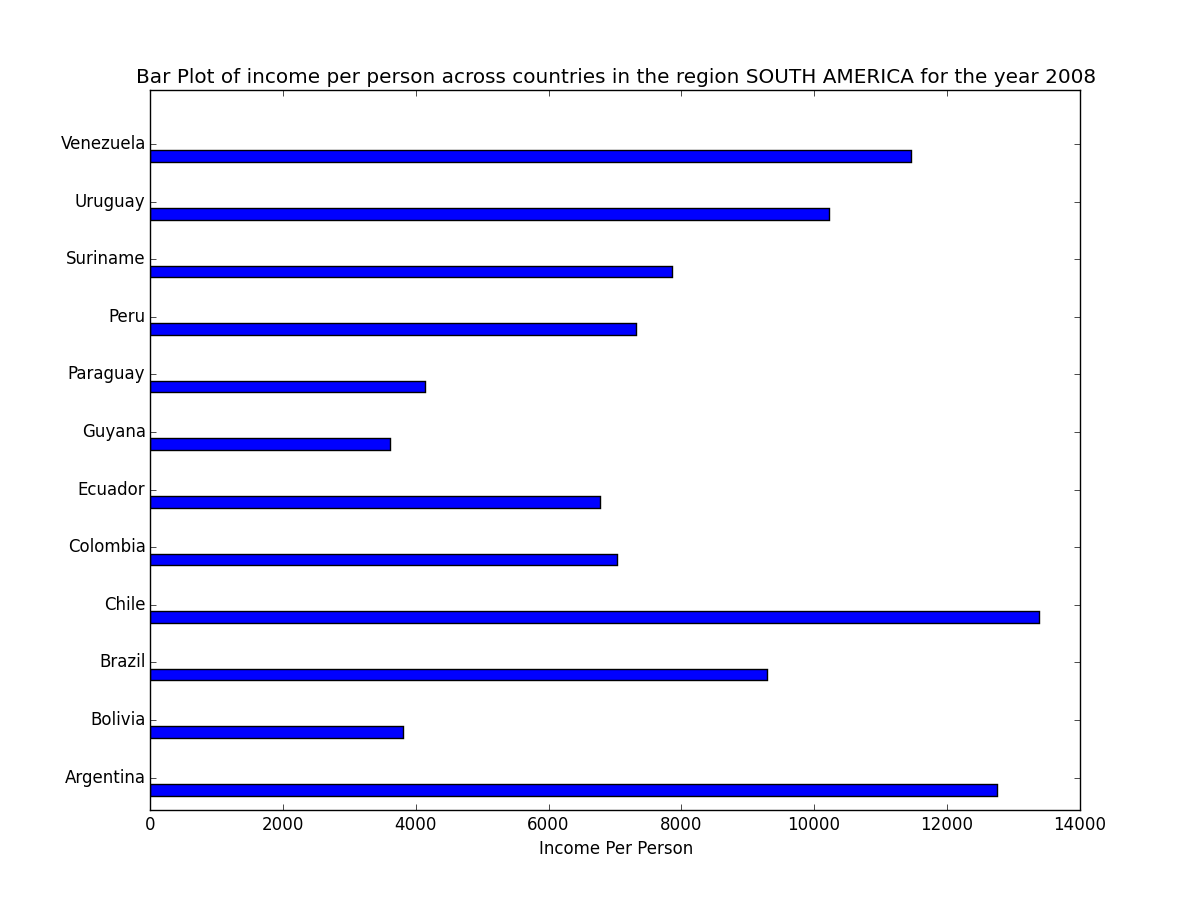 Bar Plot of income per person across countries in the region SOUTH AMERICA for the year 2008
Venezuela
Uruguay
Suriname
Peru
Paraguay
Guyana
Ecuador
Colombia
Chile
Brazil
Bolivia
Argentina
0 2000 4000 6000 8000 10000 12000 14000
Income Per Person